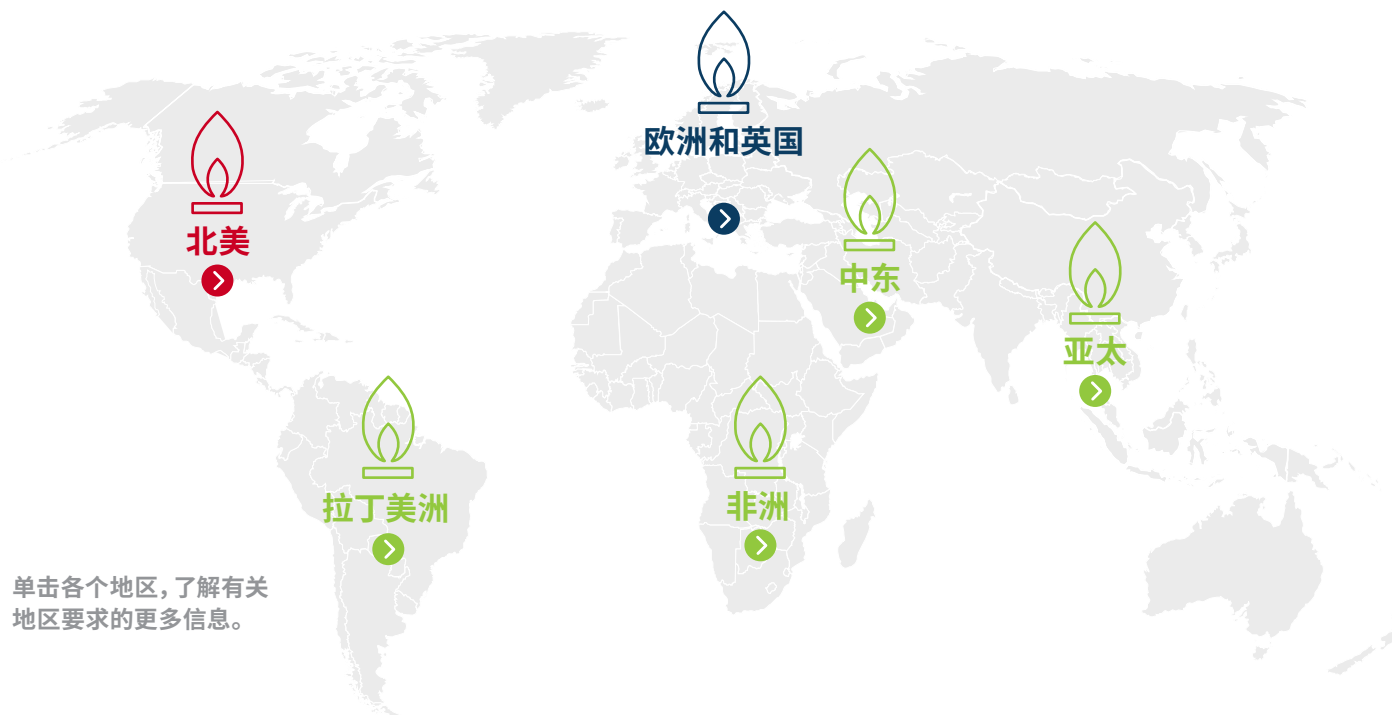 欧洲和英国
北美
中东
亚太
拉丁美洲
非洲
单击各个地区，了解有关
地区要求的更多信息。